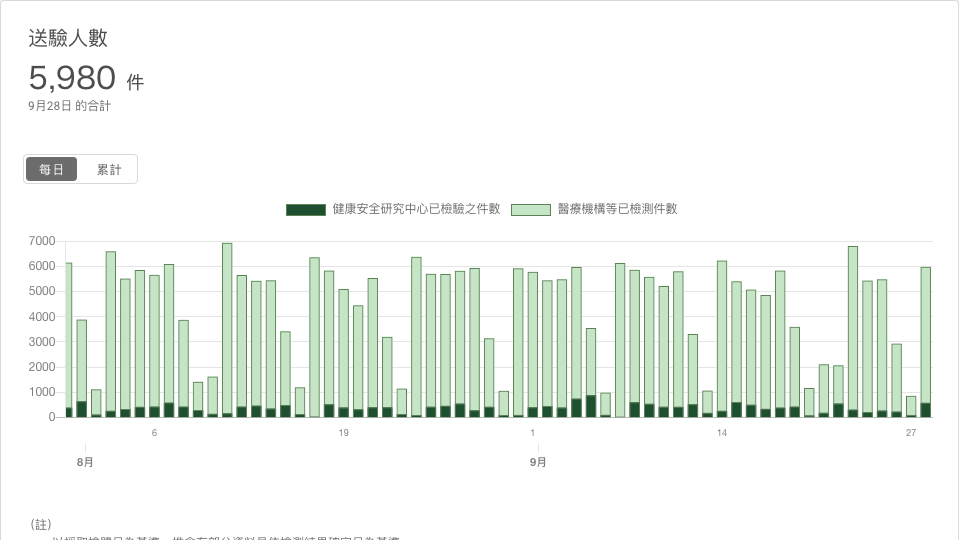 送驗人數
5,980 件
9月28日 的合計
每日 累計
健康安全研究中心已檢驗之件數 醫療機構等已檢測件數
7000
6000
5000
4000
3000
2000
1000
0
6 19 1 14 27
8月 9月
（註）